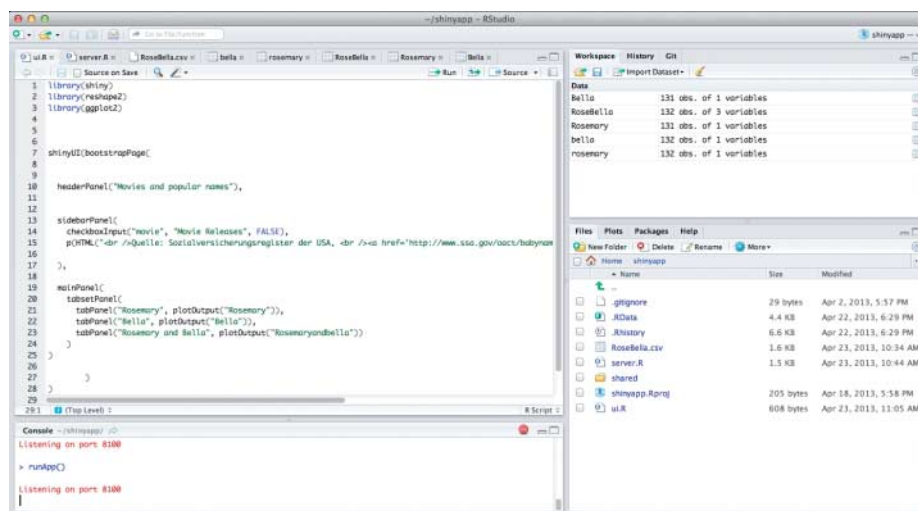 ~/shinyapp - RStudio
Go to file/function
shinyapp
ui.R server.R RoseBella.csv bella rosemary RoseBella Rosemary Bella
Source on Save Run Source
1 library(shiny)
2 library(reshape2)
3 library(ggplot2)
4
5
6
7 shinyUI(bootstrapPage(
8
9
10 headerPanel("Movies and popular names"),
11
12
13 sidebarPanel(
14 checkboxInput("movie", "Movie Releases", FALSE),
15 p(HTML("<br />Quelle: Sozialversicherungsregister der USA, <br /><a href='http://www.ssa.gov/oact/babynam
16
17 ),
18
19 mainPanel(
20 tabsetPanel(
21 tabPanel("Rosemary", plotOutput("Rosemary")),
22 tabPanel("Bella", plotOutput("Bella")),
23 tabPanel("Rosemary and Bella", plotOutput("Rosemaryandbella"))
24 )
25 )
26
27 )
28 )
29
29:1 (Top Level) R Script
Console ~/shinyapp/
Listening on port 8100
> runApp()
Listening on port 8100
Workspace History Git
Import Dataset
Data
Bella 131 obs. of 1 variables
RoseBella 132 obs. of 3 variables
Rosemary 131 obs. of 1 variables
bella 132 obs. of 1 variables
rosemary 132 obs. of 1 variables
Files Plots Packages Help
New Folder Delete Rename More
Home shinyapp
Name Size Modified
..
.gitignore 29 bytes Apr 2, 2013, 5:57 PM
.RData 4.4 KB Apr 22, 2013, 6:29 PM
.Rhistory 6.6 KB Apr 22, 2013, 6:29 PM
RoseBella.csv 1.6 KB Apr 23, 2013, 10:34 AM
server.R 1.5 KB Apr 23, 2013, 10:44 AM
shared
shinyapp.Rproj 205 bytes Apr 18, 2013, 5:58 PM
ui.R 608 bytes Apr 23, 2013, 11:05 AM